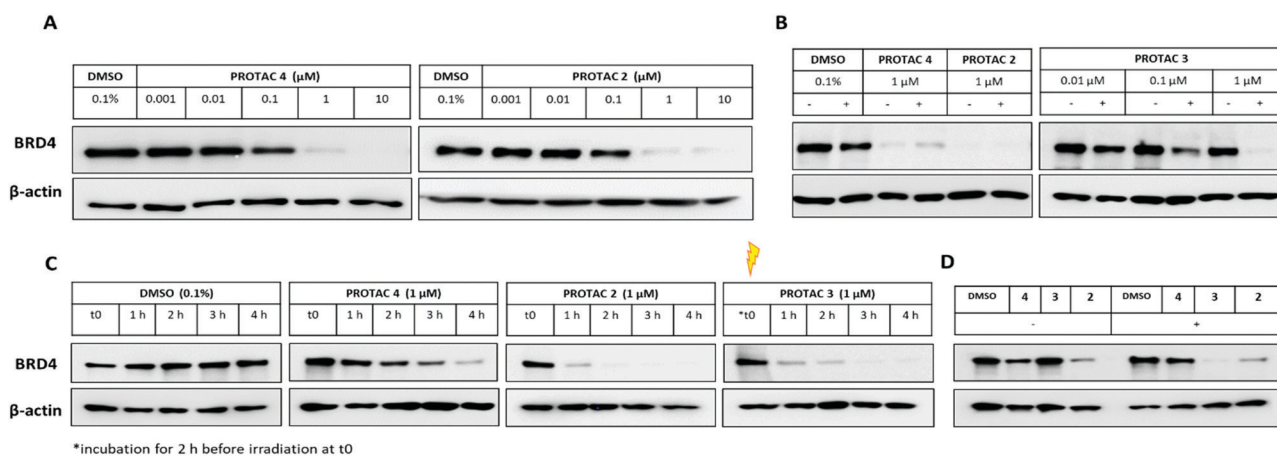 A
DMSO PROTAC 4 (μM)
0.1% 0.001 0.01 0.1 1 10
DMSO PROTAC 2 (μM)
0.1% 0.001 0.01 0.1 1 10
BRD4
β-actin
B
DMSO PROTAC 4 PROTAC 2
0.1% 1 μM 1 μM
- + - + - +
PROTAC 3
0.01 μM 0.1 μM 1 μM
- + - + - +
C
DMSO (0.1%)
t0 1 h 2 h 3 h 4 h
PROTAC 4 (1 μM)
t0 1 h 2 h 3 h 4 h
PROTAC 2 (1 μM)
t0 1 h 2 h 3 h 4 h
PROTAC 3 (1 μM)
*t0 1 h 2 h 3 h 4 h
BRD4
β-actin
*incubation for 2 h before irradiation at t0
D
DMSO 4 3 2 DMSO 4 3 2
- +